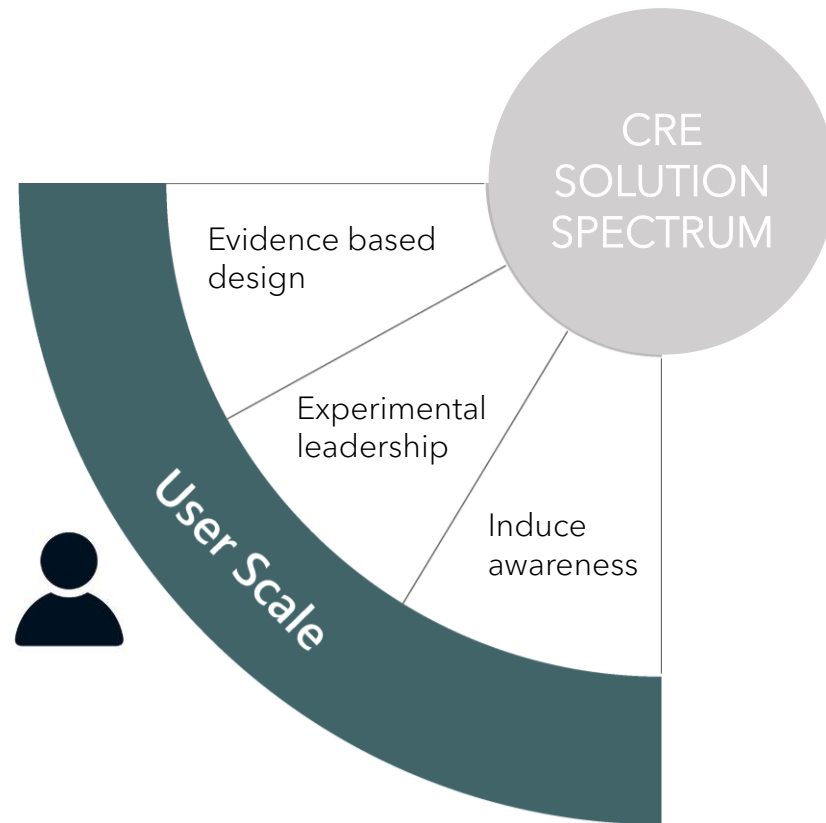 CRE
SOLUTION
SPECTRUM
Evidence based
design
Experimental
leadership
Induce
awareness
User Scale